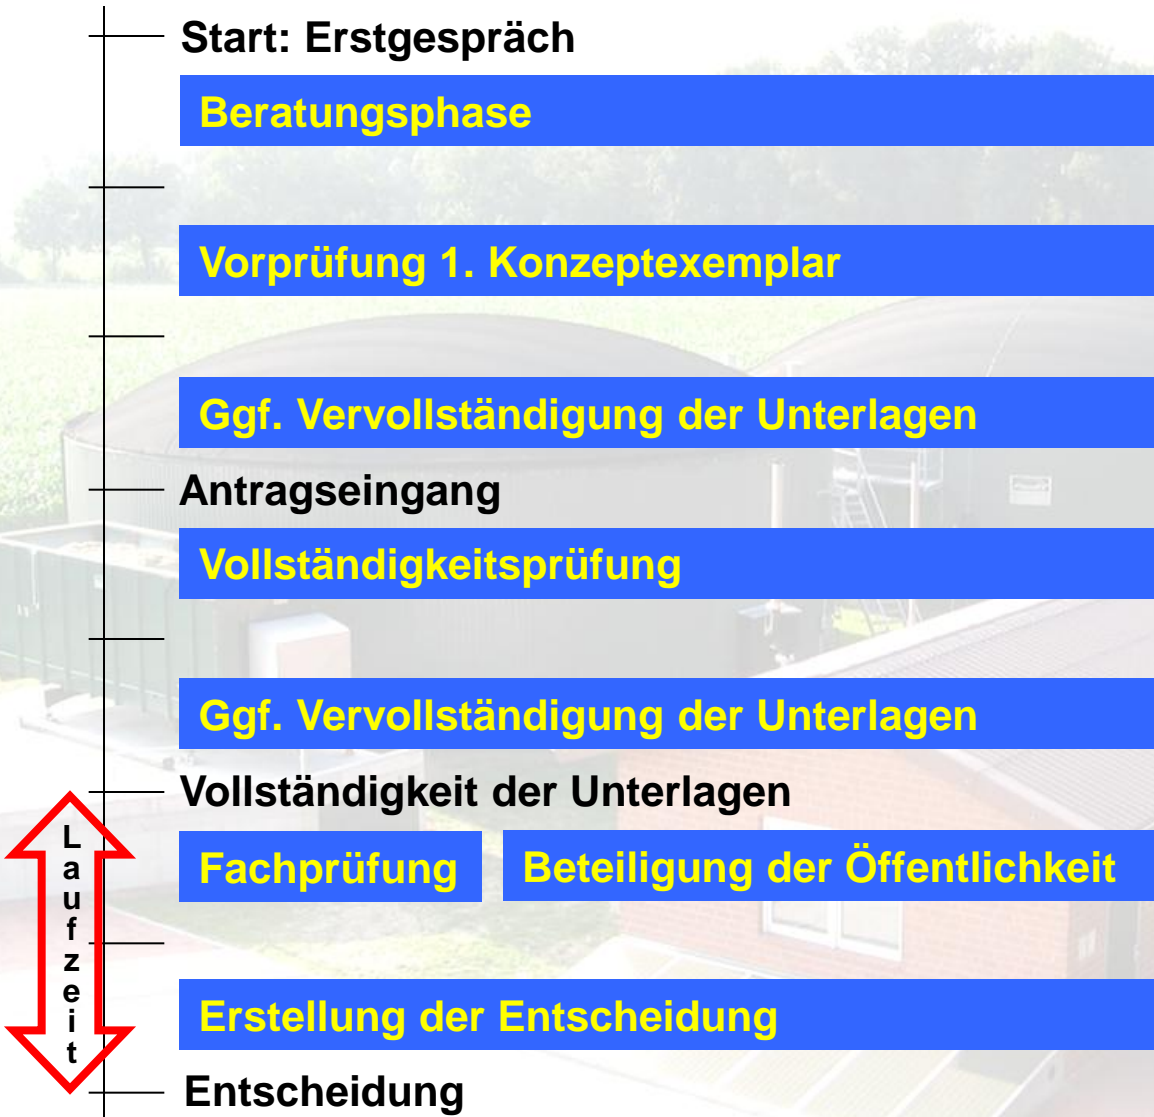 Start: Erstgespräch
Beratungsphase
Vorprüfung 1. Konzeptexemplar
Ggf. Vervollständigung der Unterlagen
Antragseingang
Vollständigkeitsprüfung
Ggf. Vervollständigung der Unterlagen
Vollständigkeit der Unterlagen
Laufzeit
Fachprüfung
Beteiligung der Öffentlichkeit
Erstellung der Entscheidung
Entscheidung